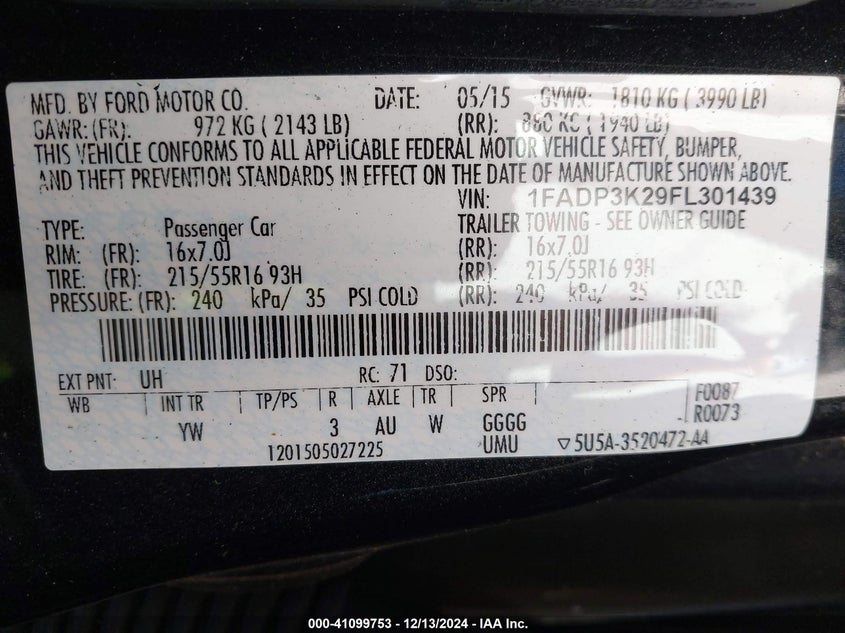 MFD. BY FORD MOTOR CO. DATE: 05/15 GVWR: 1810 KG ( 3990 LB)
GAWR: (FR): 972 KG ( 2143 LB) (RR): 880 KG ( 1940 LB)
THIS VEHICLE CONFORMS TO ALL APPLICABLE FEDERAL MOTOR VEHICLE SAFETY, BUMPER,
AND THEFT PREVENTION STANDARDS IN EFFECT ON THE DATE OF MANUFACTURE SHOWN ABOVE.
VIN: 1FADP3K29FL301439
TYPE: Passenger Car TRAILER TOWING - SEE OWNER GUIDE
RIM: (FR): 16x7.0J (RR): 16x7.0J
TIRE: (FR): 215/55R16 93H (RR): 215/55R16 93H
PRESSURE: (FR): 240 kPa/ 35 PSI COLD (RR): 240 kPa/ 35 PSI COLD
EXT PNT: UH RC: 71 DSO:
WB INT TR TP/PS R AXLE TR SPR F0087
R0073
YW 3 AU W GGGG
1201505027225 UMU ▽5U5A-3520472-AA
000-41099753 - 12/13/2024 - IAA Inc.